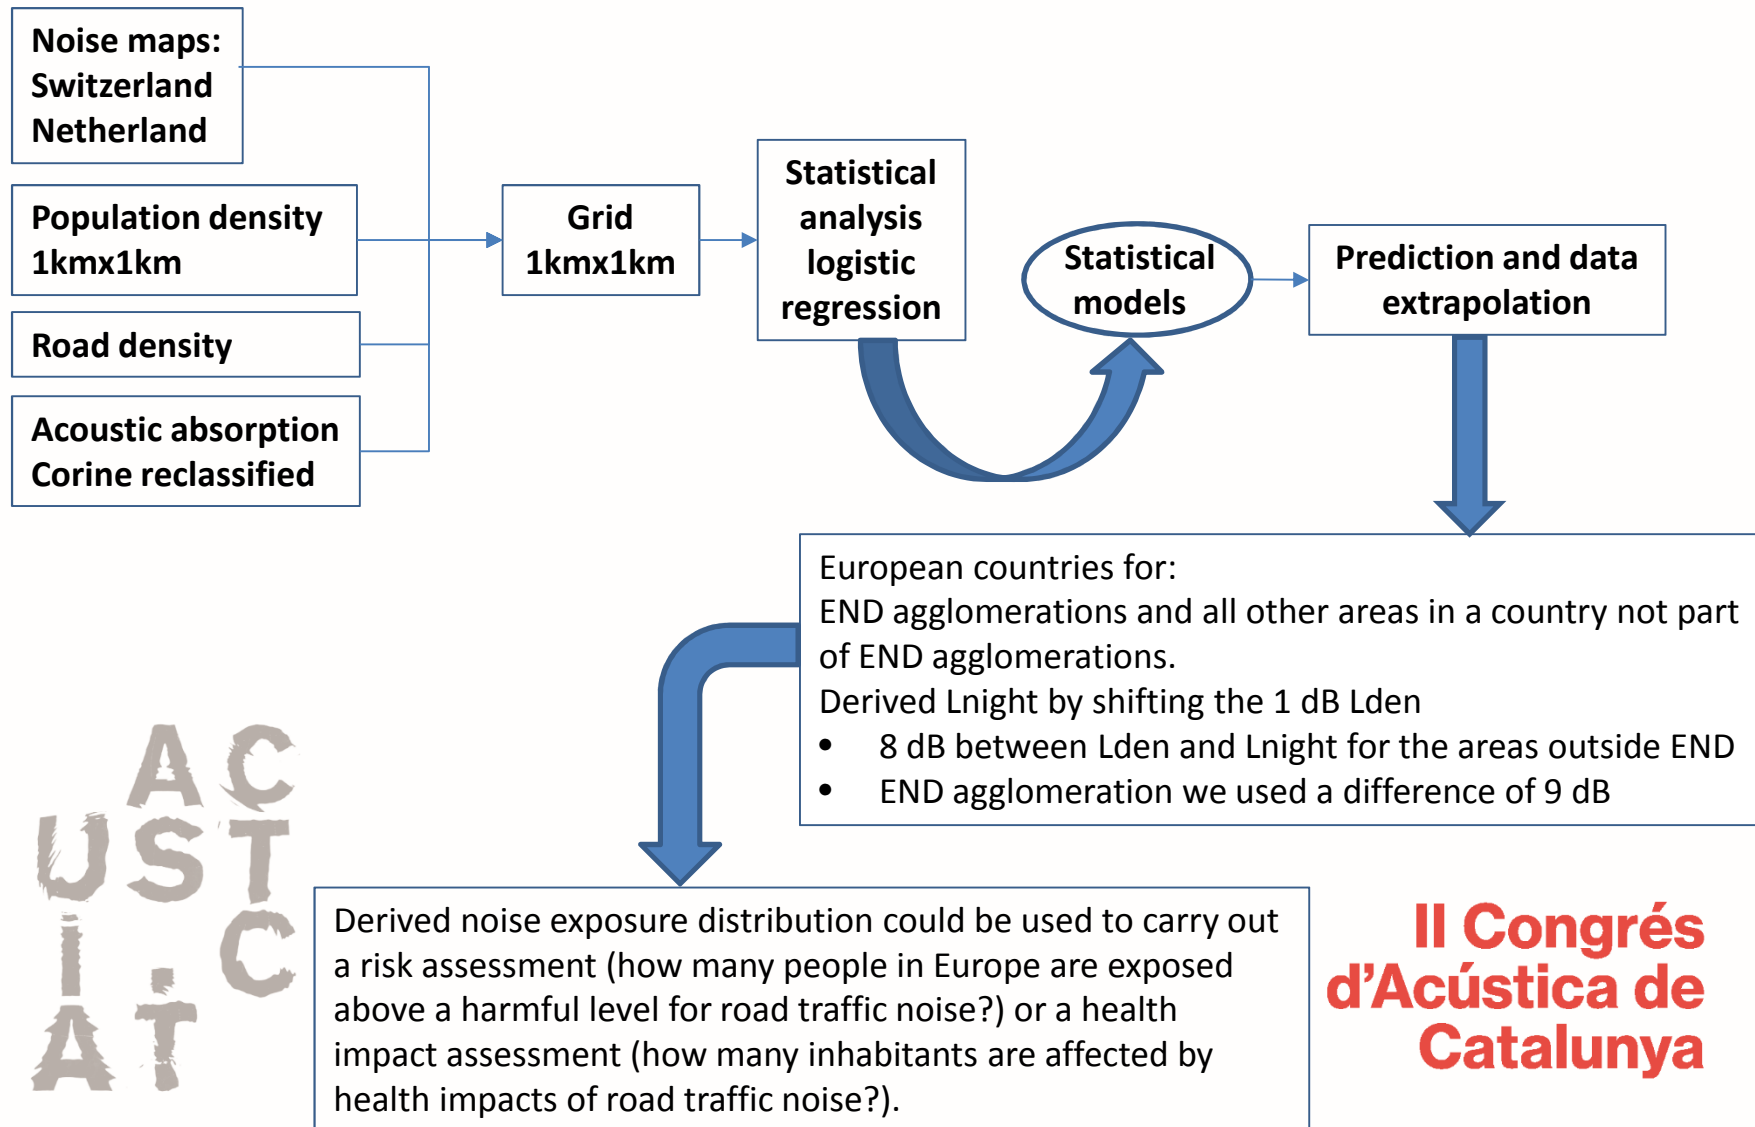 Noise maps:
Switzerland
Netherland
Population density
1kmx1km
Road density
Acoustic absorption
Corine reclassified
Grid
1kmx1km
Statistical
analysis
logistic
regression
Statistical
models
Prediction and data
extrapolation
European countries for:
END agglomerations and all other areas in a country not part
of END agglomerations.
Derived Lnight by shifting the 1 dB Lden
• 8 dB between Lden and Lnight for the areas outside END
• END agglomeration we used a difference of 9 dB
Derived noise exposure distribution could be used to carry out
a risk assessment (how many people in Europe are exposed
above a harmful level for road traffic noise?) or a health
impact assessment (how many inhabitants are affected by
health impacts of road traffic noise?).
AC
UST
I.C
AT
II Congrés
d'Acústica de
Catalunya